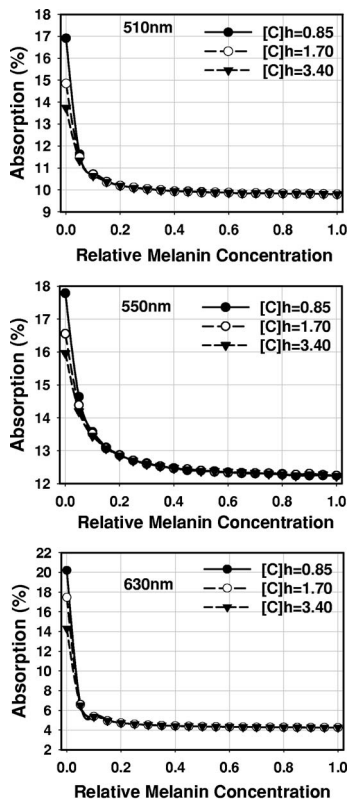 510nm
[C]h=0.85
[C]h=1.70
[C]h=3.40
Absorption (%)
18
17
16
15
14
13
12
11
10
9
0.0 0.2 0.4 0.6 0.8 1.0
Relative Melanin Concentration
550nm
[C]h=0.85
[C]h=1.70
[C]h=3.40
Absorption (%)
18
17
16
15
14
13
12
0.0 0.2 0.4 0.6 0.8 1.0
Relative Melanin Concentration
630nm
[C]h=0.85
[C]h=1.70
[C]h=3.40
Absorption (%)
22
20
18
16
14
12
10
8
6
4
2
0.0 0.2 0.4 0.6 0.8 1.0
Relative Melanin Concentration